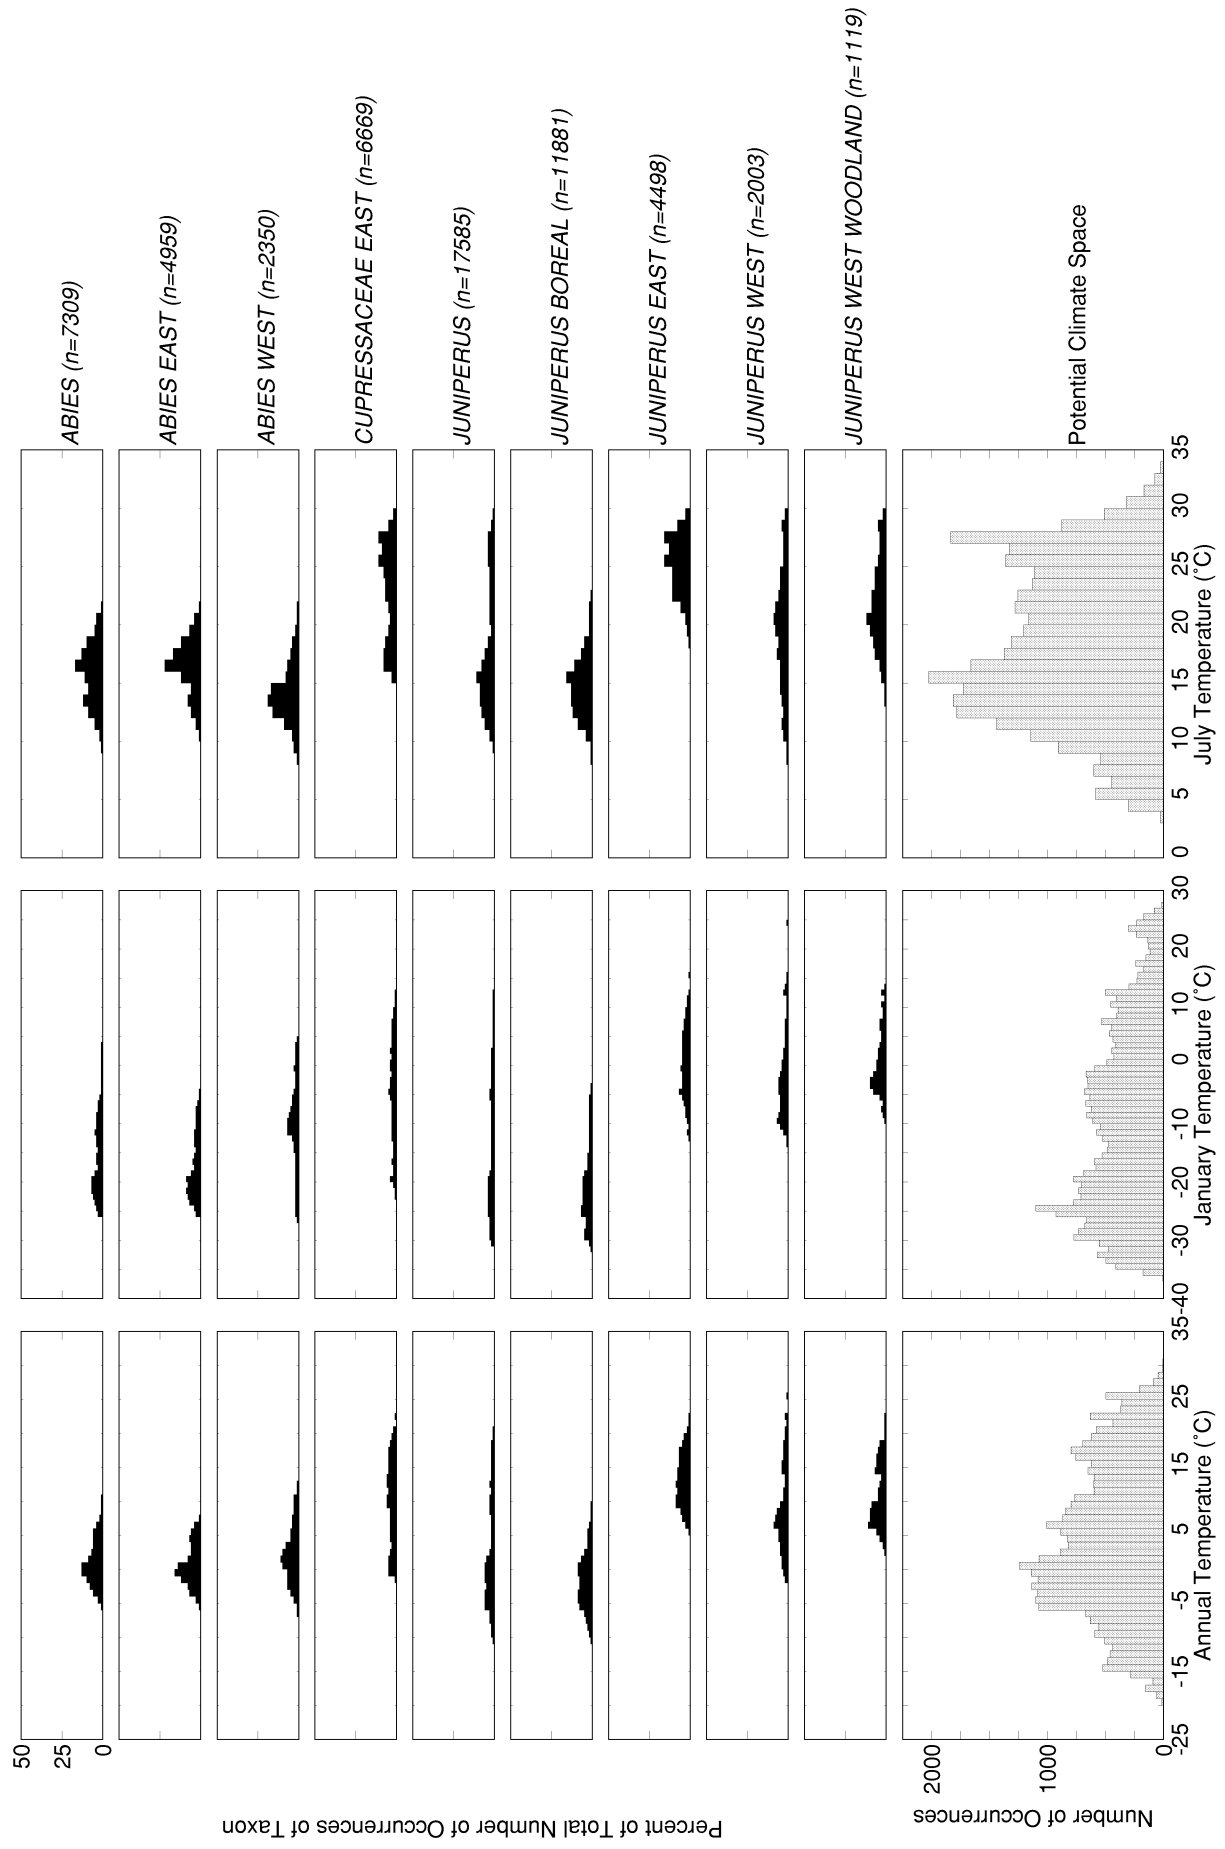 50
25
0
ABIES (n=7309)
ABIES EAST (n=4959)
ABIES WEST (n=2350)
CUPRESSACEAE EAST (n=6669)
JUNIPERUS (n=17585)
JUNIPERUS BOREAL (n=11881)
JUNIPERUS EAST (n=4498)
JUNIPERUS WEST (n=2003)
JUNIPERUS WEST WOODLAND (n=1119)
Percent of Total Number of Occurrences of Taxon
Potential Climate Space
2000
1000
0
Number of Occurrences
-25 -15 -5 5 15 25 35
Annual Temperature (°C)
-40 -30 -20 -10 0 10 20 30
January Temperature (°C)
0 5 10 15 20 25 30 35
July Temperature (°C)